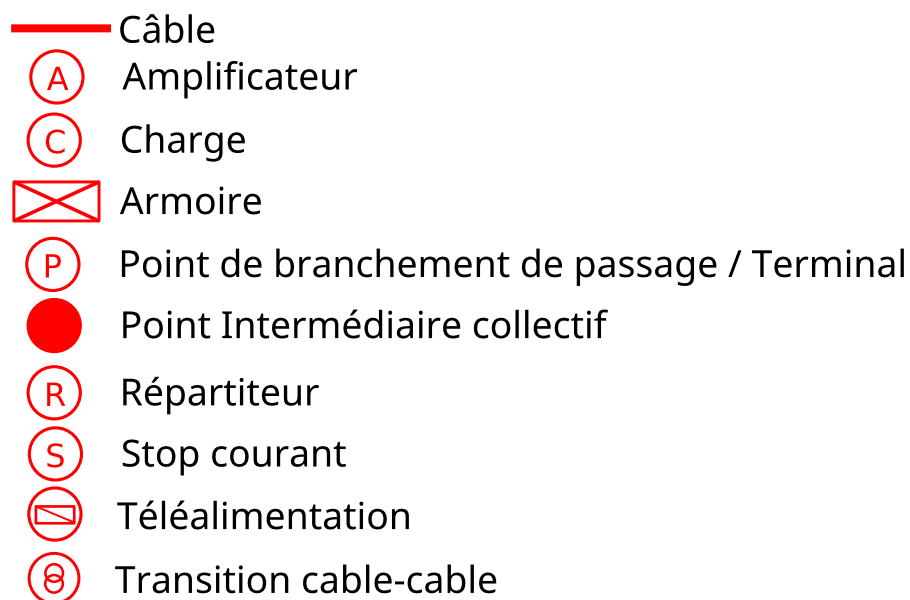 Câble
A Amplificateur
C Charge
Armoire
P Point de branchement de passage / Terminal
Point Intermédiaire collectif
R Répartiteur
S Stop courant
Téléalimentation
Transition cable-cable